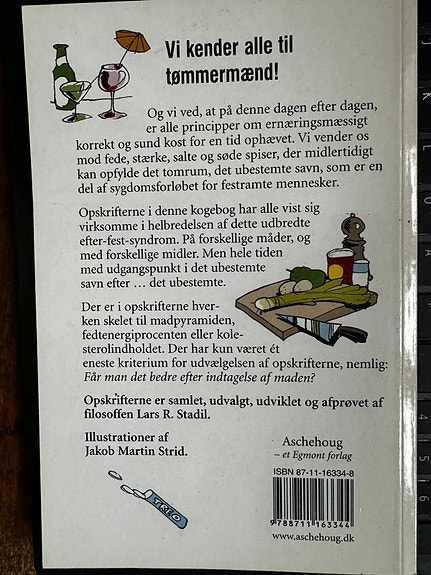 Vi kender alle til
tømmermænd!
Og vi ved, at på denne dagen efter dagen,
er alle principper om ernæringsmæssigt
korrekt og sund kost for en tid ophævet. Vi vender os
mod fede, stærke, salte og søde spiser, der midlertidigt
kan opfylde det tomrum, det ubestemte savn, som er en
del af sygdomsforløbet for festramte mennesker.
Opskrifterne i denne kogebog har alle vist sig
virksomme i helbredelsen af dette udbredte
efter-fest-syndrom. På forskellige måder, og
med forskellige midler. Men hele tiden
med udgangspunkt i det ubestemte
savn efter … det ubestemte.
Der er i opskrifterne hver-
ken skelet til madpyramiden,
fedtenergiprocenten eller kole-
sterolindholdet. Der har kun været ét
eneste kriterium for udvælgelsen af opskrifterne, nemlig:
Får man det bedre efter indtagelse af maden?
Opskrifterne er samlet, udvalgt, udviklet og afprøvet af
filosoffen Lars R. Stadil.
Illustrationer af
Jakob Martin Strid.
TREO
Aschehoug
– et Egmont forlag
ISBN 87-11-16334-8
9 788711 163344
www.aschehoug.dk
J
K
L
O
U
A
T
4
5
6